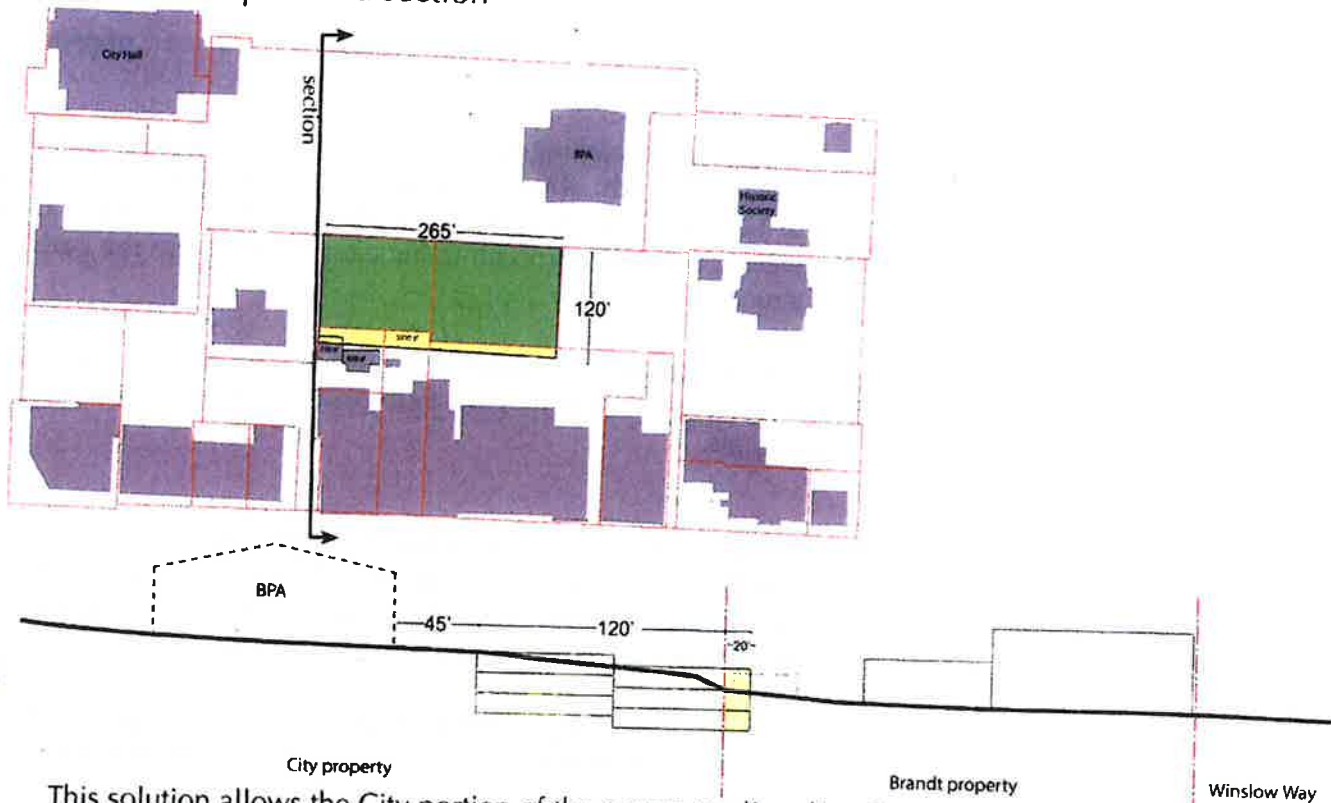 City Hall
section
BPA
Historic
Society
265'
120'
BPA
45'
120'
20'
City property
Brandt property
Winslow Way
This solution allows the City portion of the